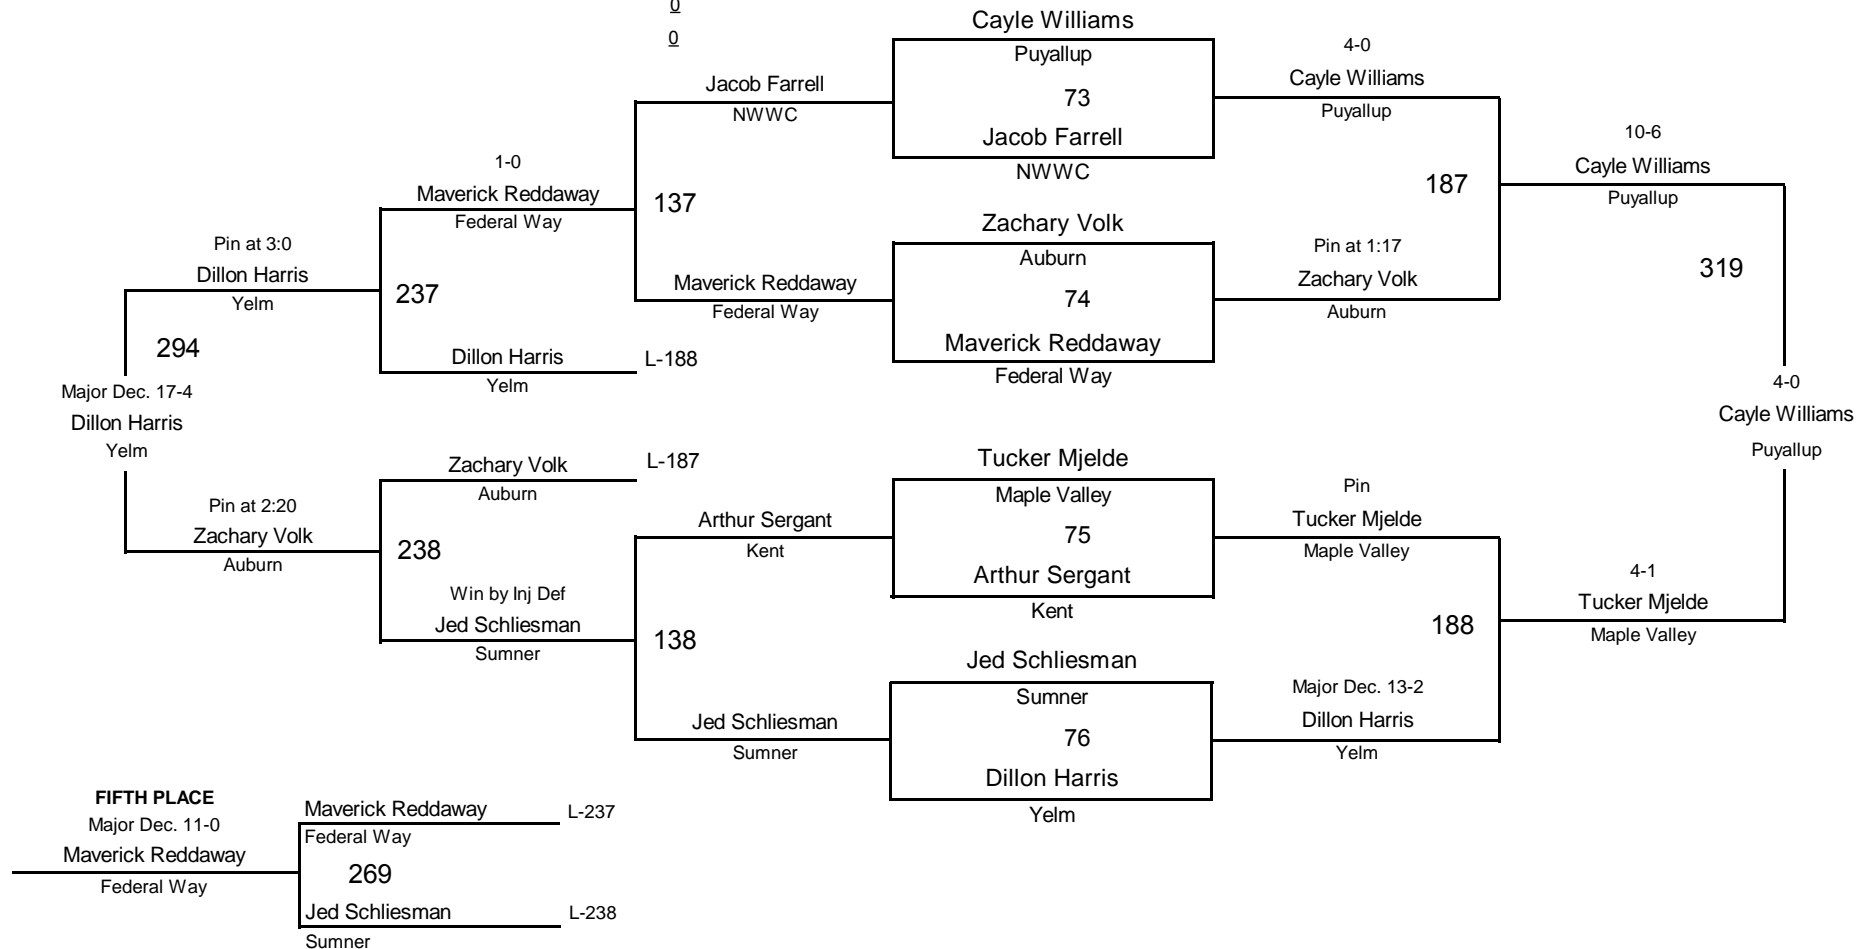 0
0
Cayle Williams
Puyallup
73
Jacob Farrell
NWWC
Zachary Volk
Auburn
74
Maverick Reddaway
Federal Way
Tucker Mjelde
Maple Valley
75
Arthur Sergant
Kent
Jed Schliesman
Sumner
76
Dillon Harris
Yelm
4-0
Cayle Williams
Puyallup
187
Pin at 1:17
Zachary Volk
Auburn
Pin
Tucker Mjelde
Maple Valley
188
Major Dec. 13-2
Dillon Harris
Yelm
10-6
Cayle Williams
Puyallup
319
4-1
Tucker Mjelde
Maple Valley
4-0
Cayle Williams
Puyallup
Jacob Farrell
NWWC
137
Maverick Reddaway
Federal Way
Arthur Sergant
Kent
138
Jed Schliesman
Sumner
1-0
Maverick Reddaway
Federal Way
237
Dillon Harris
L-188
Yelm
Zachary Volk
L-187
Auburn
238
Win by Inj Def
Jed Schliesman
Sumner
Pin at 3:0
Dillon Harris
Yelm
294
Pin at 2:20
Zachary Volk
Auburn
Major Dec. 17-4
Dillon Harris
Yelm
FIFTH PLACE
Major Dec. 11-0
Maverick Reddaway
Federal Way
Maverick Reddaway
L-237
Federal Way
269
Jed Schliesman
L-238
Sumner